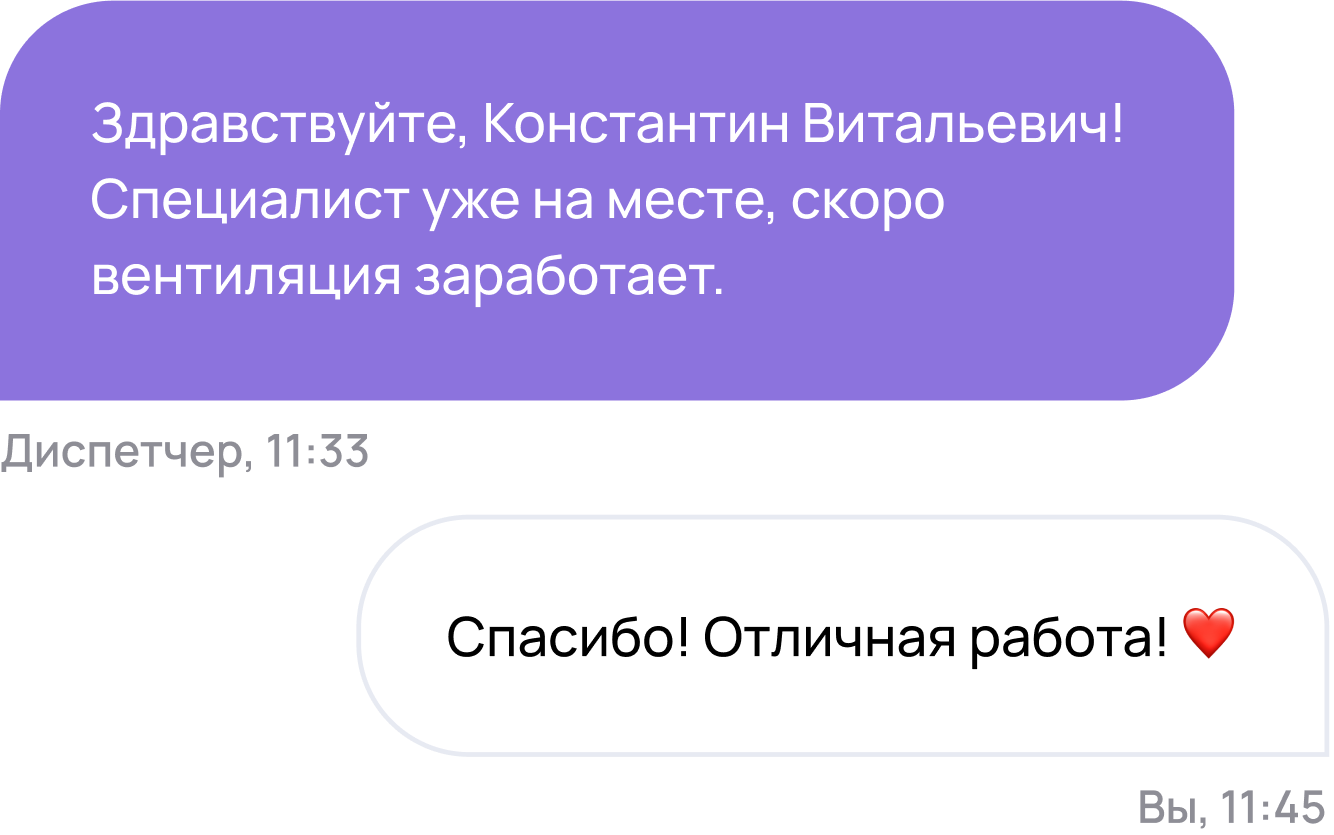 Здравствуйте, Константин Витальевич!
Специалист уже на месте, скоро
вентиляция заработает.
Диспетчер, 11:33
Спасибо! Отличная работа! ❤️
Вы, 11:45